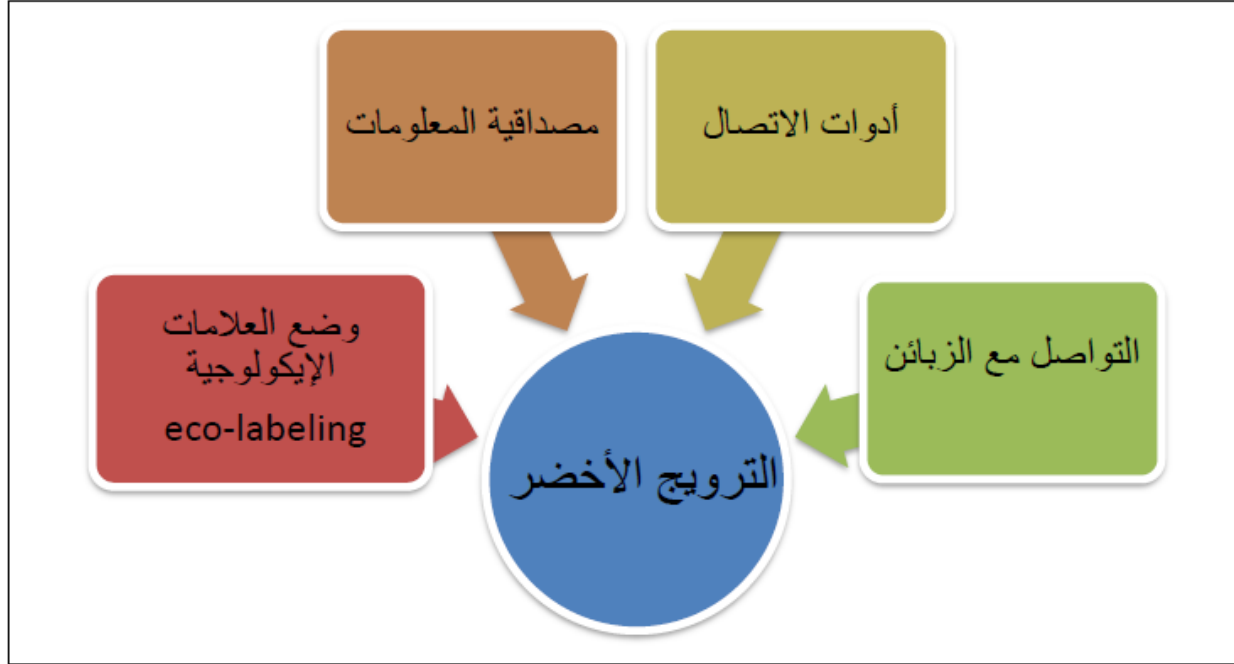 أدوات الاتصال
مصداقية المعلومات
التواصل مع الزبائن
وضع العلامات
الإيكولوجية
eco-labeling
الترويج الأخضر